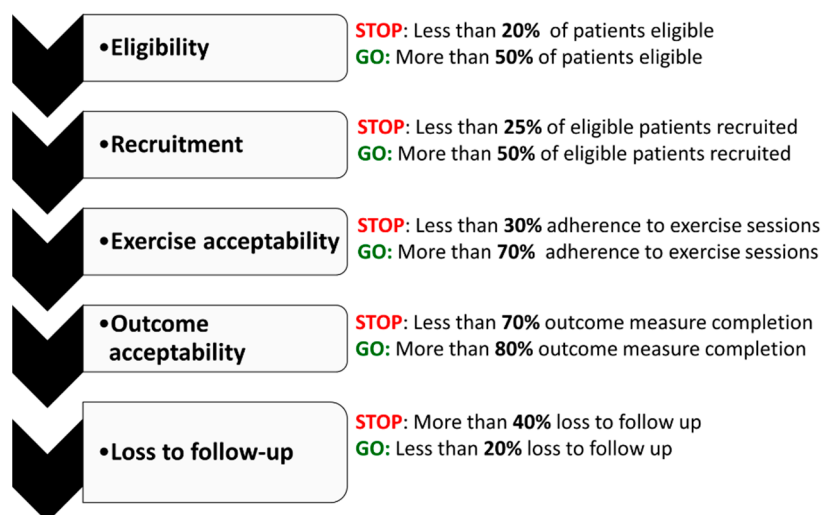 •Eligibility
STOP: Less than 20% of patients eligible
GO: More than 50% of patients eligible
•Recruitment
STOP: Less than 25% of eligible patients recruited
GO: More than 50% of eligible patients recruited
•Exercise acceptability
STOP: Less than 30% adherence to exercise sessions
GO: More than 70% adherence to exercise sessions
•Outcome
acceptability
STOP: Less than 70% outcome measure completion
GO: More than 80% outcome measure completion
•Loss to follow-up
STOP: More than 40% loss to follow up
GO: Less than 20% loss to follow up